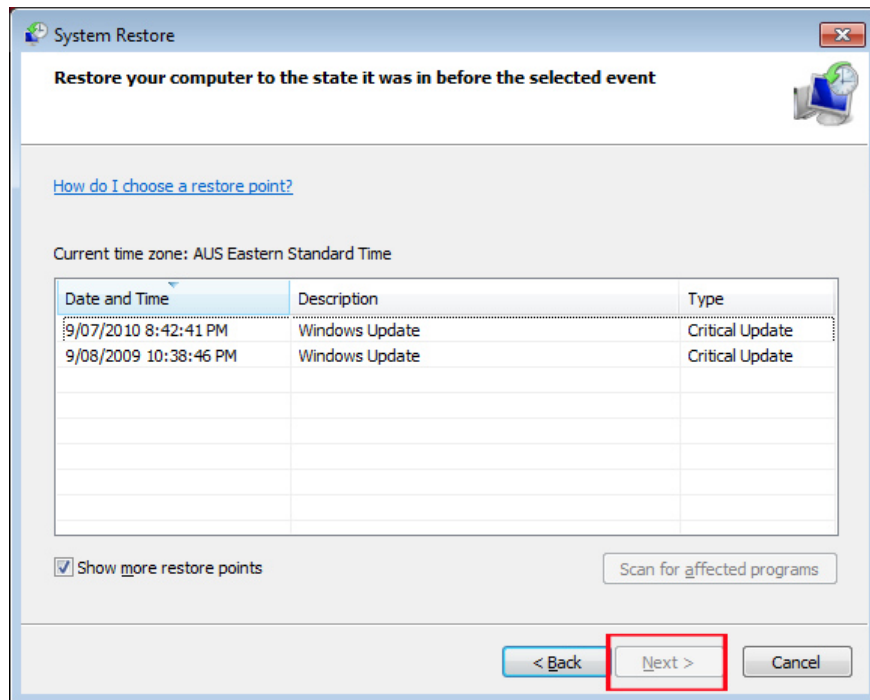 System Restore
Restore your computer to the state it was in before the selected event
How do I choose a restore point?
Current time zone: AUS Eastern Standard Time
Date and Time Description Type
9/07/2010 8:42:41 PM Windows Update Critical Update
9/08/2009 10:38:46 PM Windows Update Critical Update
Show more restore points Scan for affected programs
< Back Next > Cancel